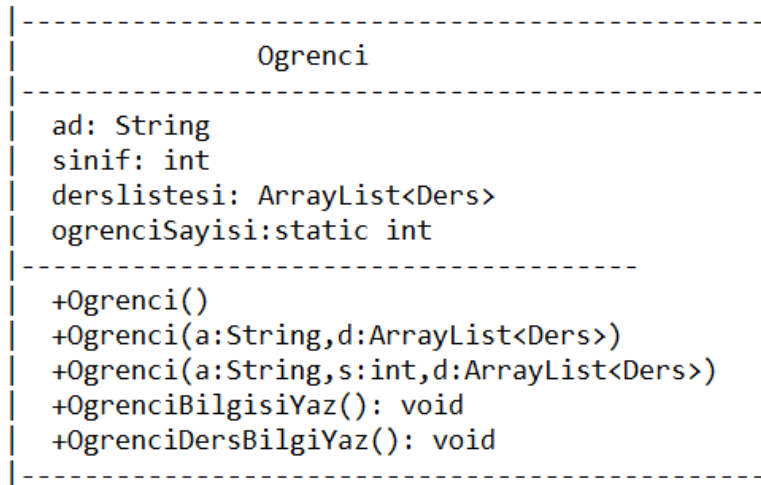 |-----------------------------------------------
| Ogrenci
|-----------------------------------------------
| ad: String
| sinif: int
| derslistesi: ArrayList<Ders>
| ogrenciSayisi:static int
|---------------------------------------
| +Ogrenci()
| +Ogrenci(a:String,d:ArrayList<Ders>)
| +Ogrenci(a:String,s:int,d:ArrayList<Ders>)
| +OgrenciBilgisiYaz(): void
| +OgrenciDersBilgiYaz(): void
|-----------------------------------------------